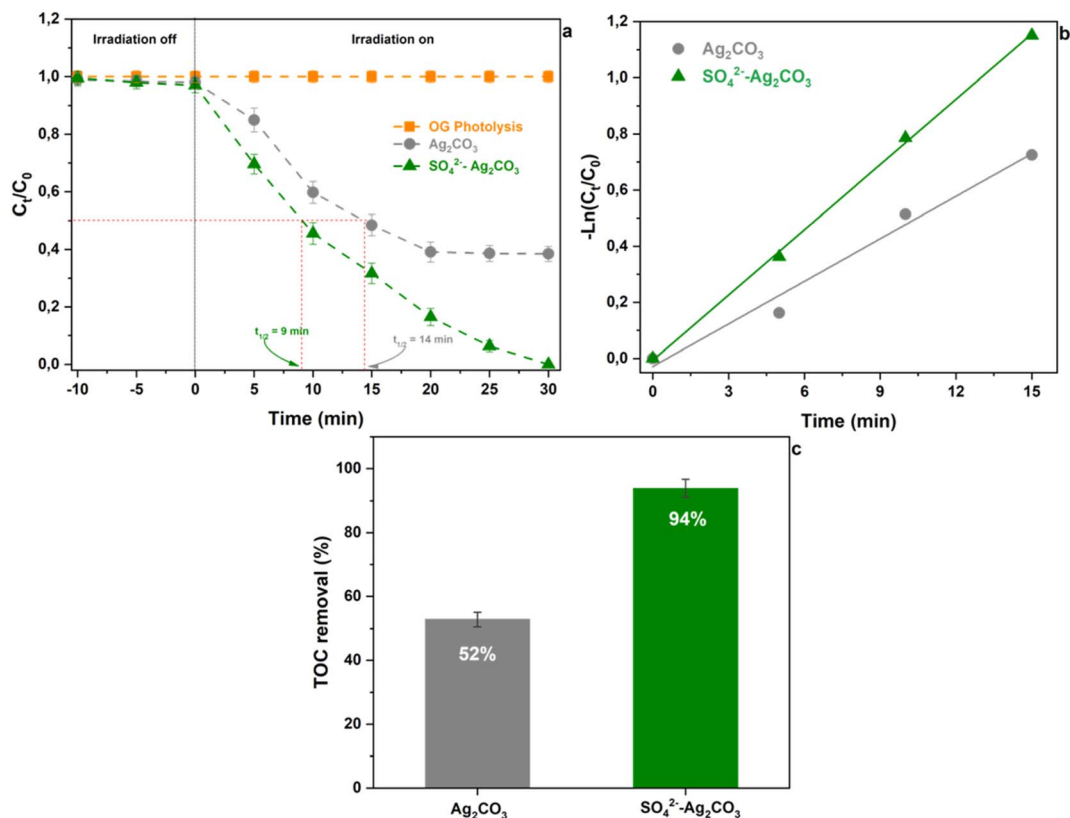 a
Irradiation off
Irradiation on
OG Photolysis
Ag₂CO₃
SO₄²⁻- Ag₂CO₃
t₁/₂ = 9 min
t₁/₂ = 14 min
Cₜ/C₀
1,2
1,0
0,8
0,6
0,4
0,2
0,0
-10 -5 0 5 10 15 20 25 30
Time (min)
b
Ag₂CO₃
SO₄²⁻-Ag₂CO₃
-Ln(Cₜ/C₀)
1,2
1,0
0,8
0,6
0,4
0,2
0,0
0 3 6 9 12 15
Time (min)
c
TOC removal (%)
100
80
60
40
20
0
52%
94%
Ag₂CO₃ SO₄²⁻-Ag₂CO₃